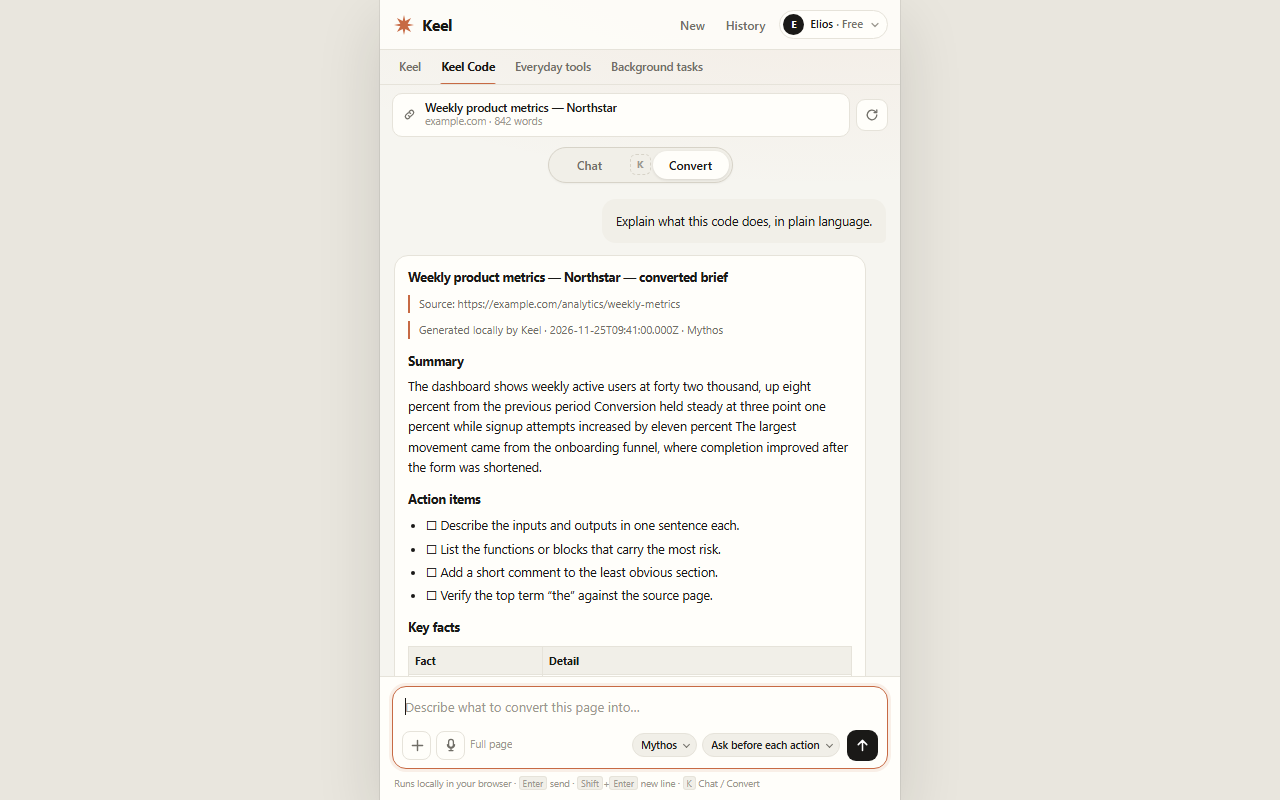 Keel
New
History
E
Elios · Free
Keel
Keel Code
Everyday tools
Background tasks
Weekly product metrics — Northstar
example.com · 842 words
Chat
K
Convert
Explain what this code does, in plain language.
Weekly product metrics — Northstar — converted brief
Source: https://example.com/analytics/weekly-metrics
Generated locally by Keel · 2026-11-25T09:41:00.000Z · Mythos
Summary
The dashboard shows weekly active users at forty two thousand, up eight
percent from the previous period Conversion held steady at three point one
percent while signup attempts increased by eleven percent The largest
movement came from the onboarding funnel, where completion improved after
the form was shortened.
Action items
• ☐ Describe the inputs and outputs in one sentence each.
• ☐ List the functions or blocks that carry the most risk.
• ☐ Add a short comment to the least obvious section.
• ☐ Verify the top term “the” against the source page.
Key facts
Fact
Detail
Describe what to convert this page into...
Full page
Mythos
Ask before each action
Runs locally in your browser · Enter send · Shift+Enter new line · K Chat / Convert